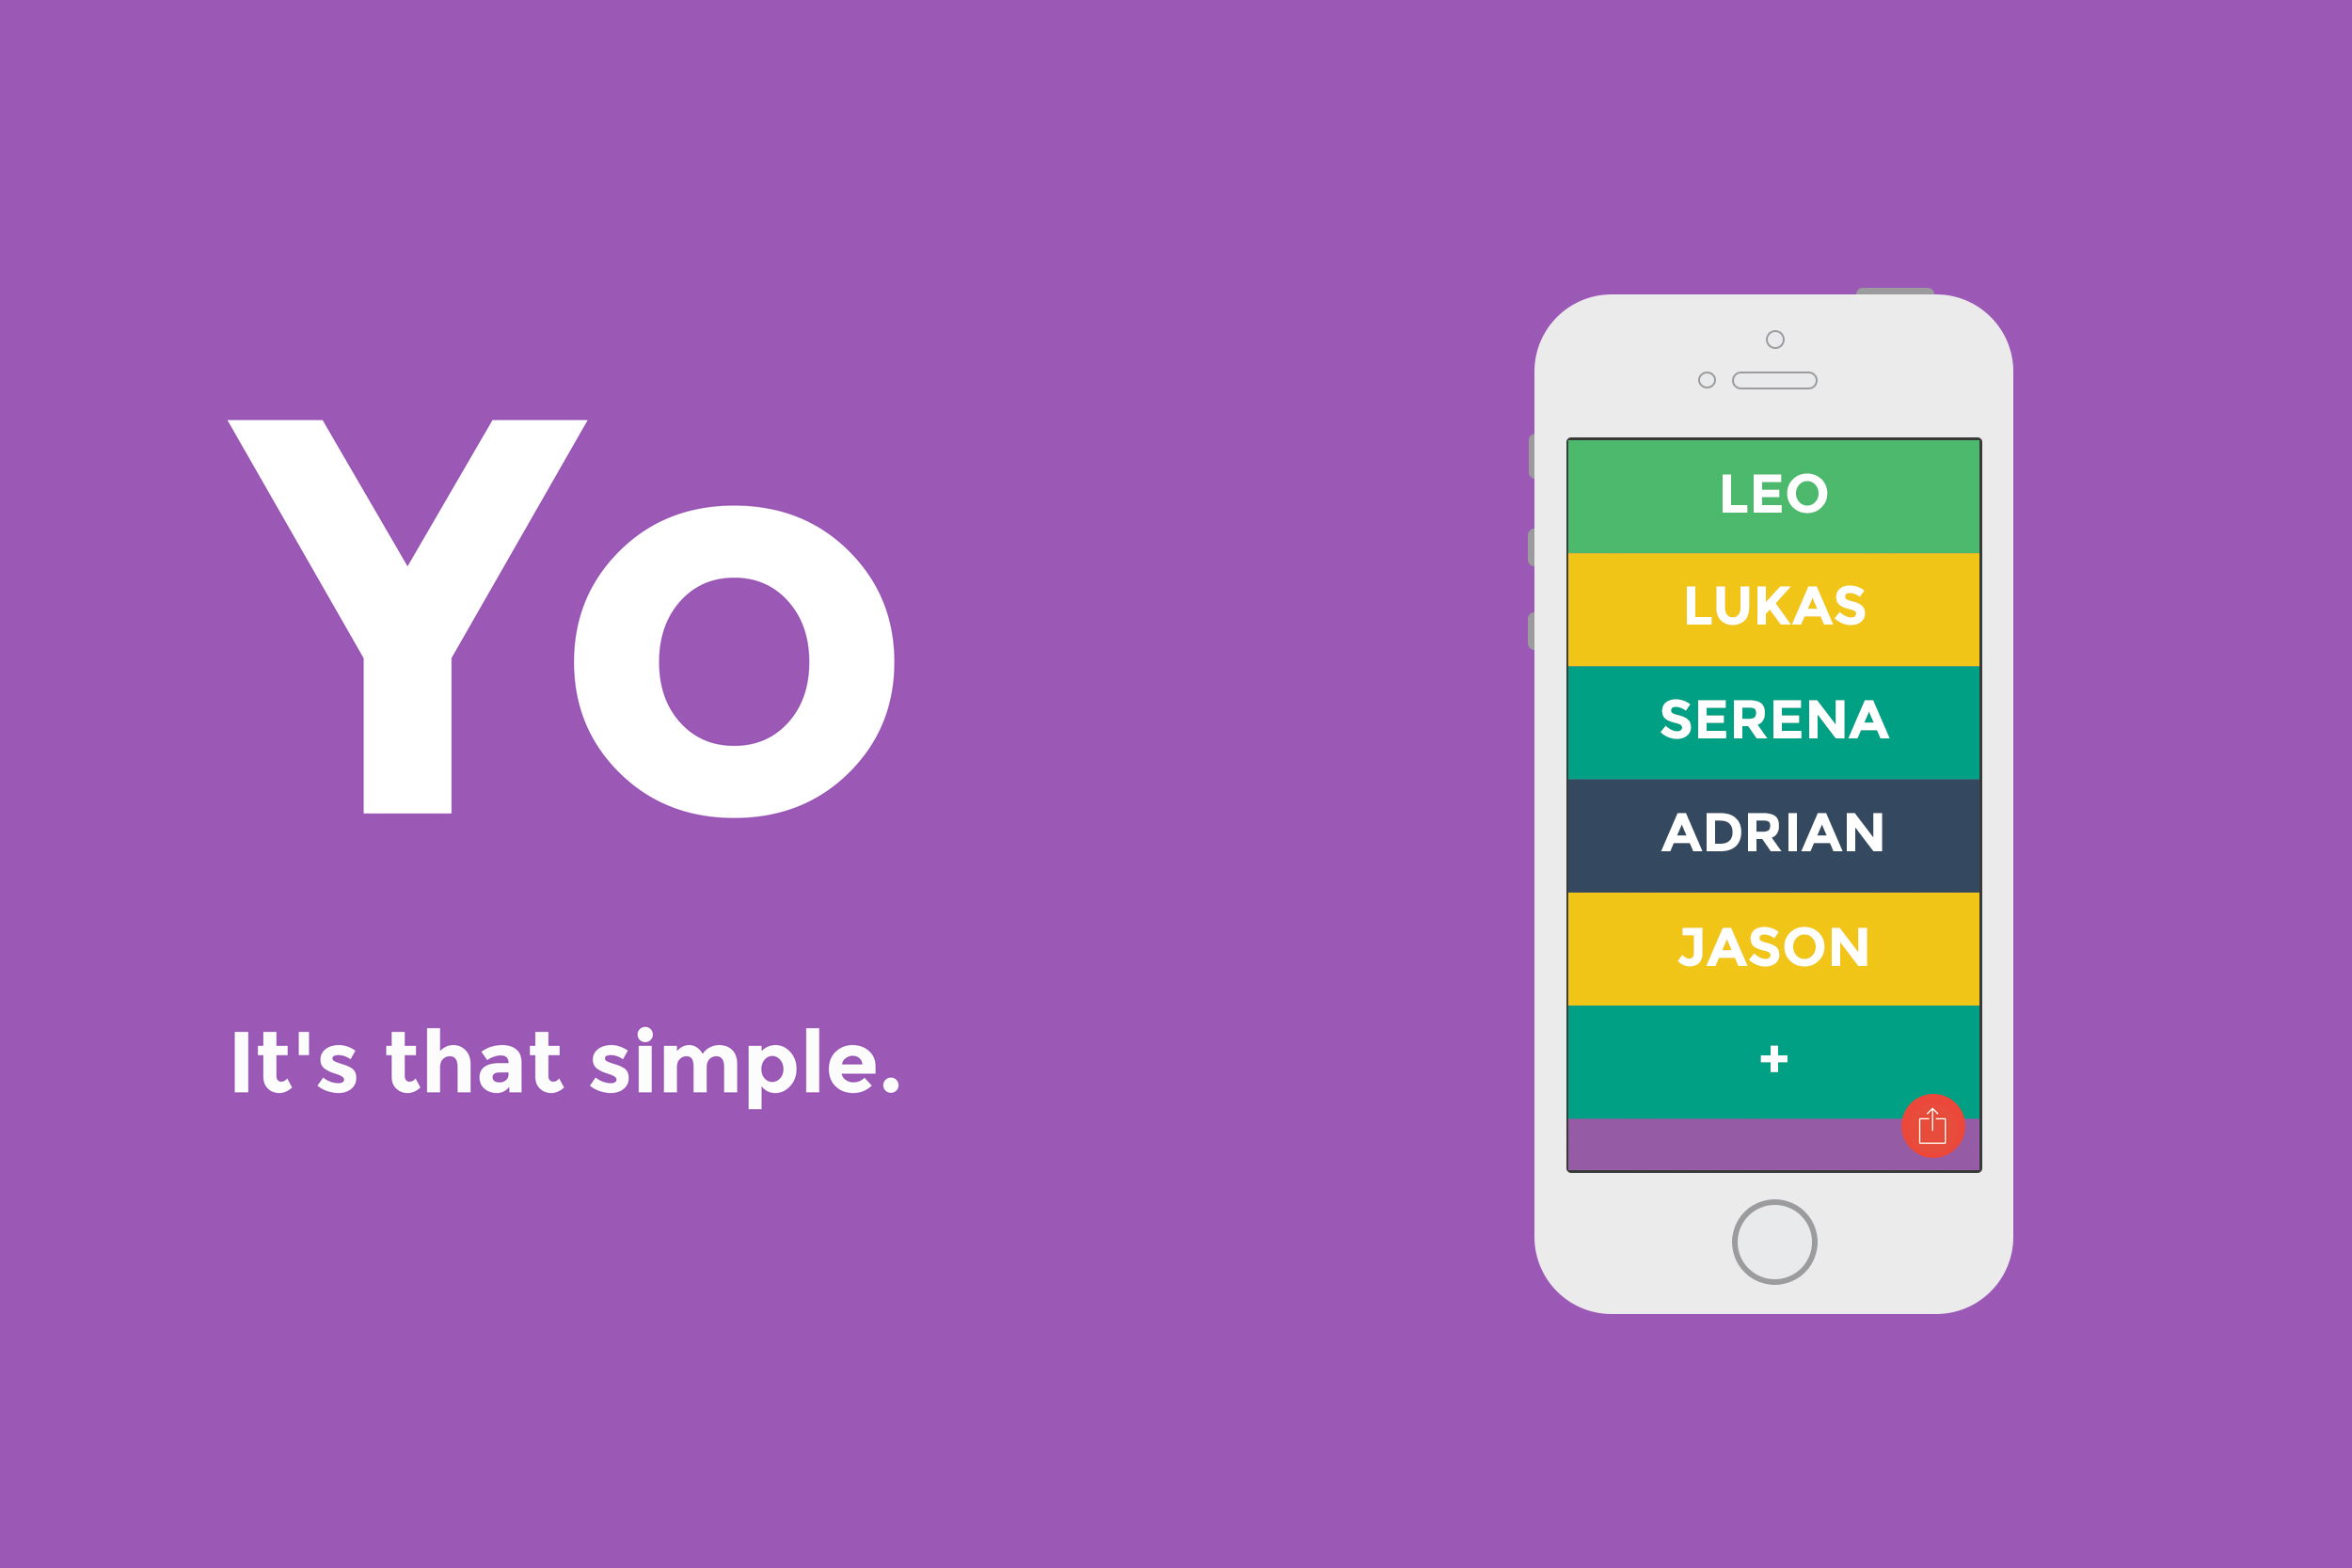 Yo
It's that simple.
LEO
LUKAS
SERENA
ADRIAN
JASON
+